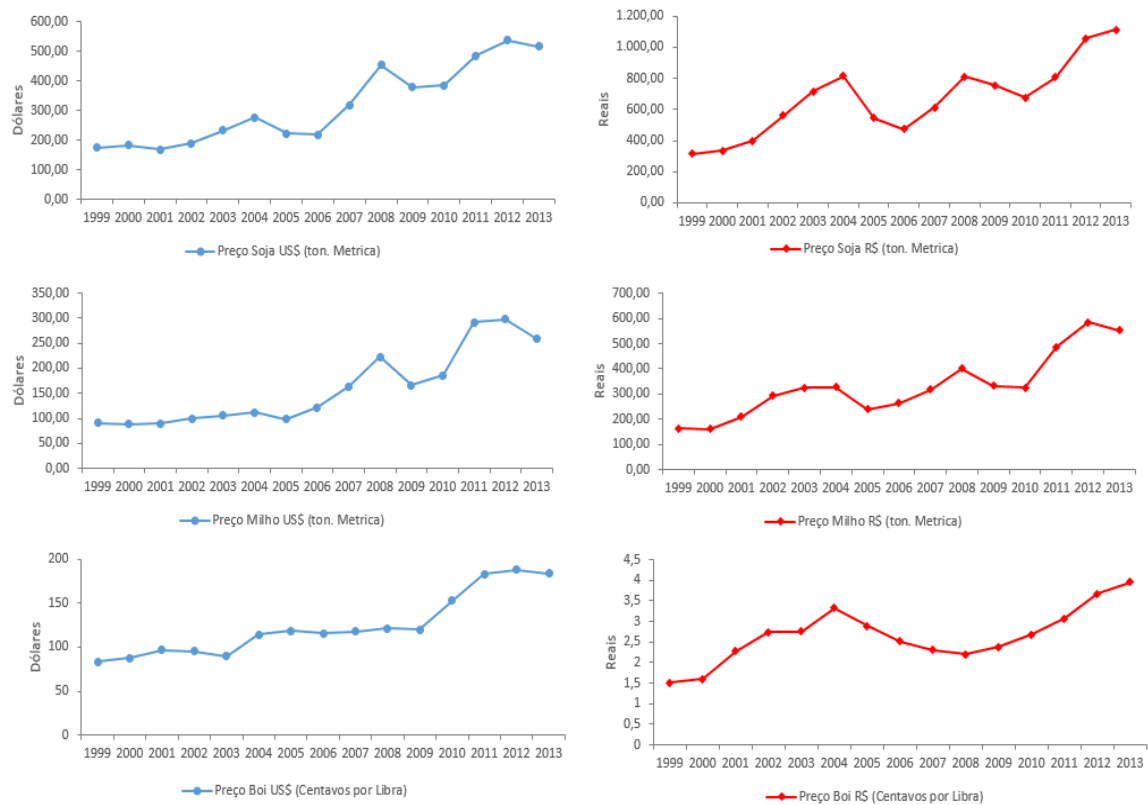 600,00
500,00
400,00
300,00
200,00
100,00
0,00
Dólares
1999 2000 2001 2002 2003 2004 2005 2006 2007 2008 2009 2010 2011 2012 2013
Preço Soja US$ (ton. Metrica)
1.200,00
1.000,00
800,00
600,00
400,00
200,00
0,00
Reais
1999 2000 2001 2002 2003 2004 2005 2006 2007 2008 2009 2010 2011 2012 2013
Preço Soja R$ (ton. Metrica)
350,00
300,00
250,00
200,00
150,00
100,00
50,00
0,00
Dólares
1999 2000 2001 2002 2003 2004 2005 2006 2007 2008 2009 2010 2011 2012 2013
Preço Milho US$ (ton. Metrica)
700,00
600,00
500,00
400,00
300,00
200,00
100,00
0,00
Reais
1999 2000 2001 2002 2003 2004 2005 2006 2007 2008 2009 2010 2011 2012 2013
Preço Milho R$ (ton. Metrica)
200
150
100
50
0
Dólares
1999 2000 2001 2002 2003 2004 2005 2006 2007 2008 2009 2010 2011 2012 2013
Preço Boi US$ (Centavos por Libra)
4,5
4
3,5
3
2,5
2
1,5
1
0,5
0
Reais
1999 2000 2001 2002 2003 2004 2005 2006 2007 2008 2009 2010 2011 2012 2013
Preço Boi R$ (Centavos por Libra)